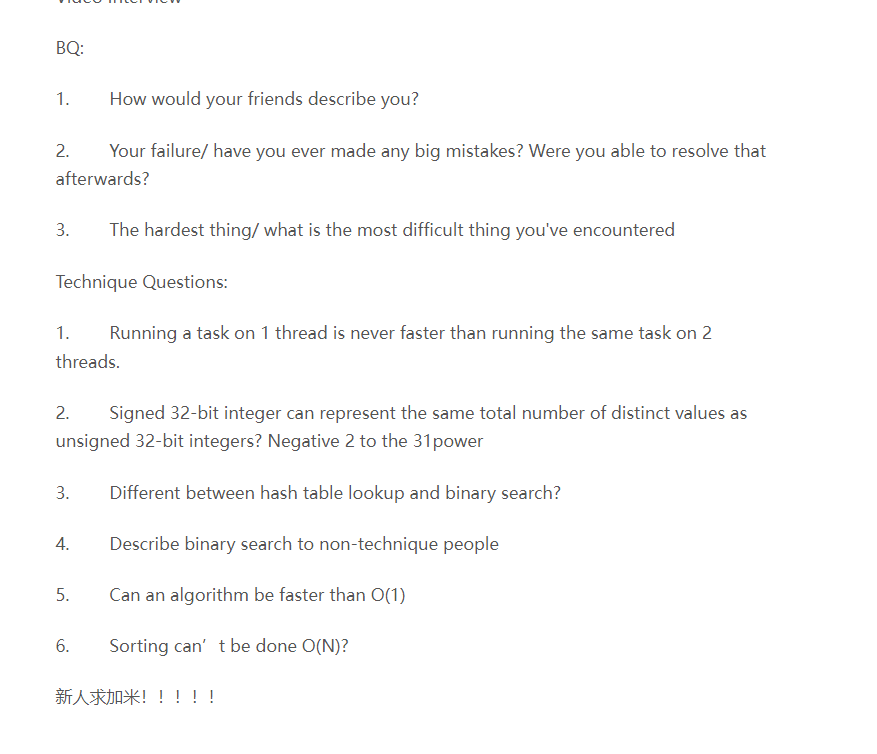 Video Interview
BQ:
1. How would your friends describe you?
2. Your failure/ have you ever made any big mistakes? Were you able to resolve that
afterwards?
3. The hardest thing/ what is the most difficult thing you've encountered
Technique Questions:
1. Running a task on 1 thread is never faster than running the same task on 2
threads.
2. Signed 32-bit integer can represent the same total number of distinct values as
unsigned 32-bit integers? Negative 2 to the 31power
3. Different between hash table lookup and binary search?
4. Describe binary search to non-technique people
5. Can an algorithm be faster than O(1)
6. Sorting can’t be done O(N)?
新人求加米！！！！！